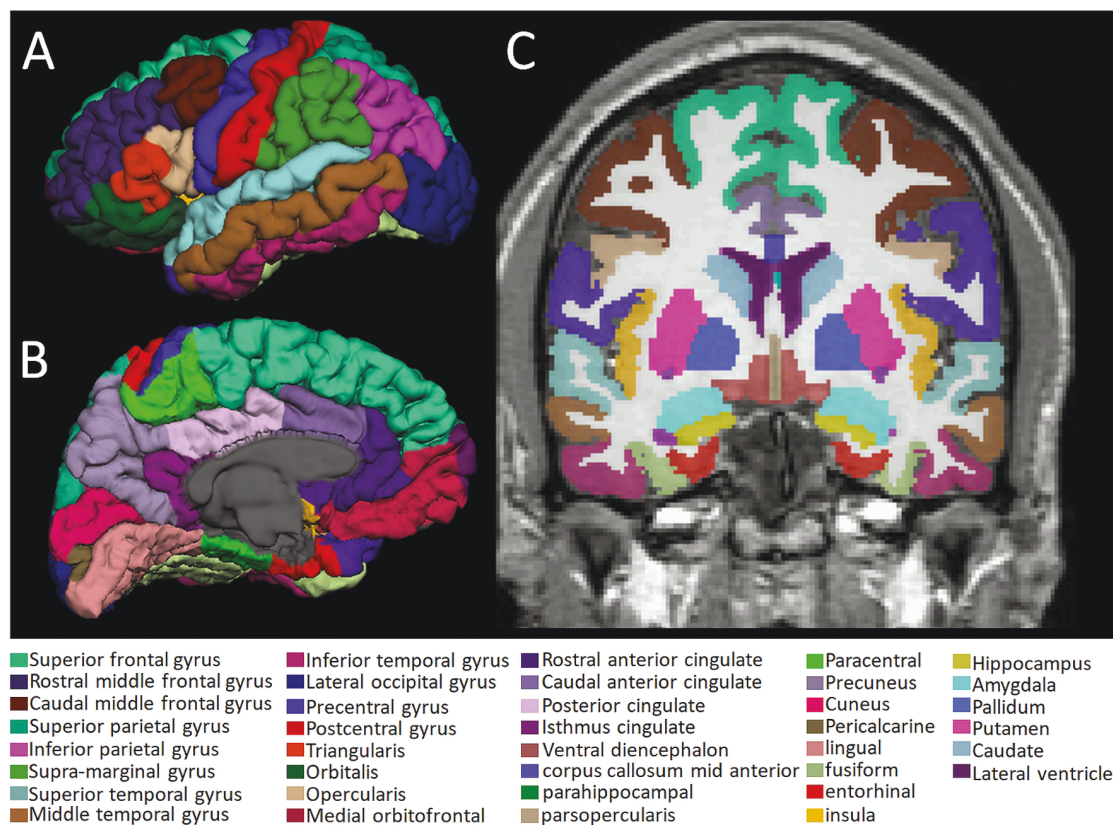 A
B
C
Superior frontal gyrus
Rostral middle frontal gyrus
Caudal middle frontal gyrus
Superior parietal gyrus
Inferior parietal gyrus
Supra-marginal gyrus
Superior temporal gyrus
Middle temporal gyrus
Inferior temporal gyrus
Lateral occipital gyrus
Precentral gyrus
Postcentral gyrus
Triangularis
Orbitalis
Opercularis
Medial orbitofrontal
Rostral anterior cingulate
Caudal anterior cingulate
Posterior cingulate
Isthmus cingulate
Ventral diencephalon
corpus callosum mid anterior
parahippocampal
parsopercularis
Paracentral
Precuneus
Cuneus
Pericalcarine
lingual
fusiform
entorhinal
insula
Hippocampus
Amygdala
Pallidum
Putamen
Caudate
Lateral ventricle